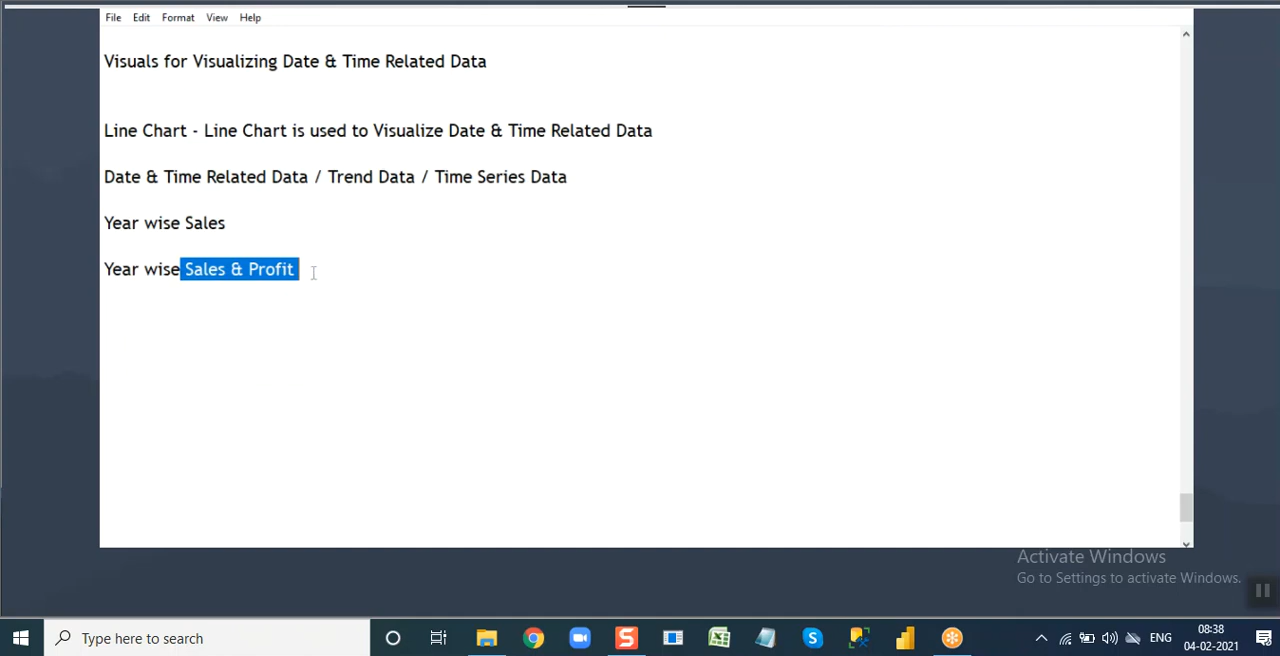 File Edit Format View Help
Visuals for Visualizing Date & Time Related Data
Line Chart - Line Chart is used to Visualize Date & Time Related Data
Date & Time Related Data / Trend Data / Time Series Data
Year wise Sales
Year wise Sales & Profit
Activate Windows
Go to Settings to activate Windows.
Type here to search
ENG
08:38
04-02-2021